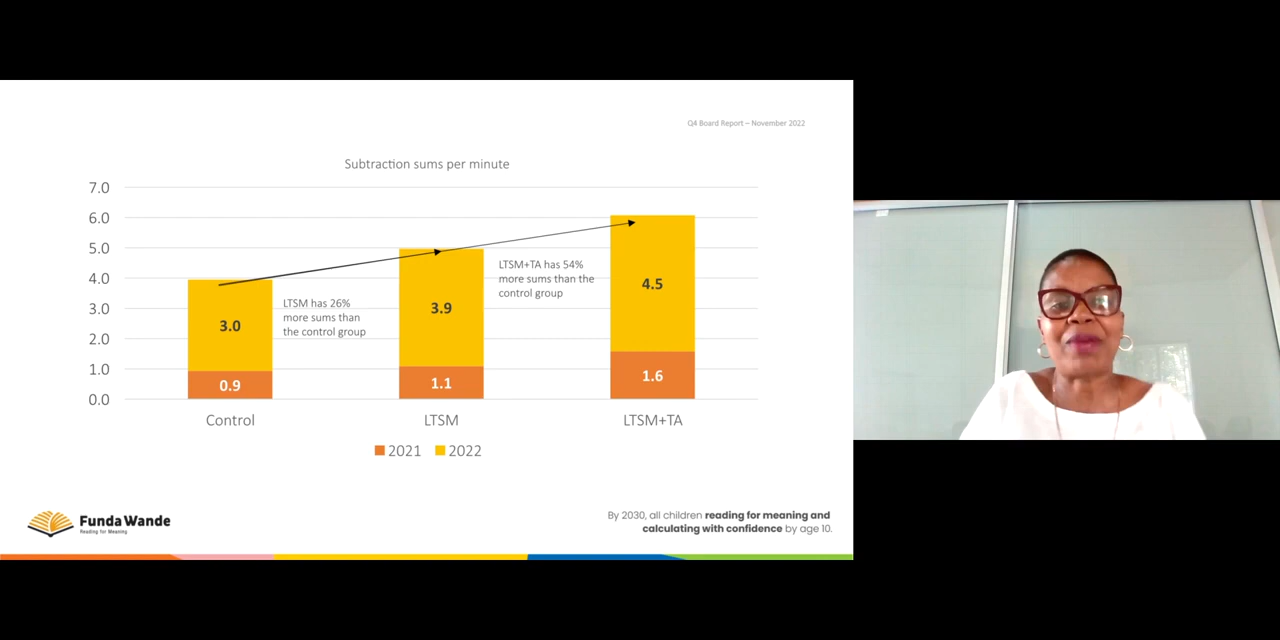 Q4 Board Report – November 2022
Subtraction sums per minute
7.0
6.0
5.0
4.0
3.0
2.0
1.0
0.0
3.0
0.9
LTSM has 26%
more sums than
the control group
3.9
1.1
LTSM+TA has 54%
more sums than the
control group
4.5
1.6
Control
LTSM
LTSM+TA
2021 2022
Funda Wande
Reading for Meaning
By 2030, all children reading for meaning and
calculating with confidence by age 10.